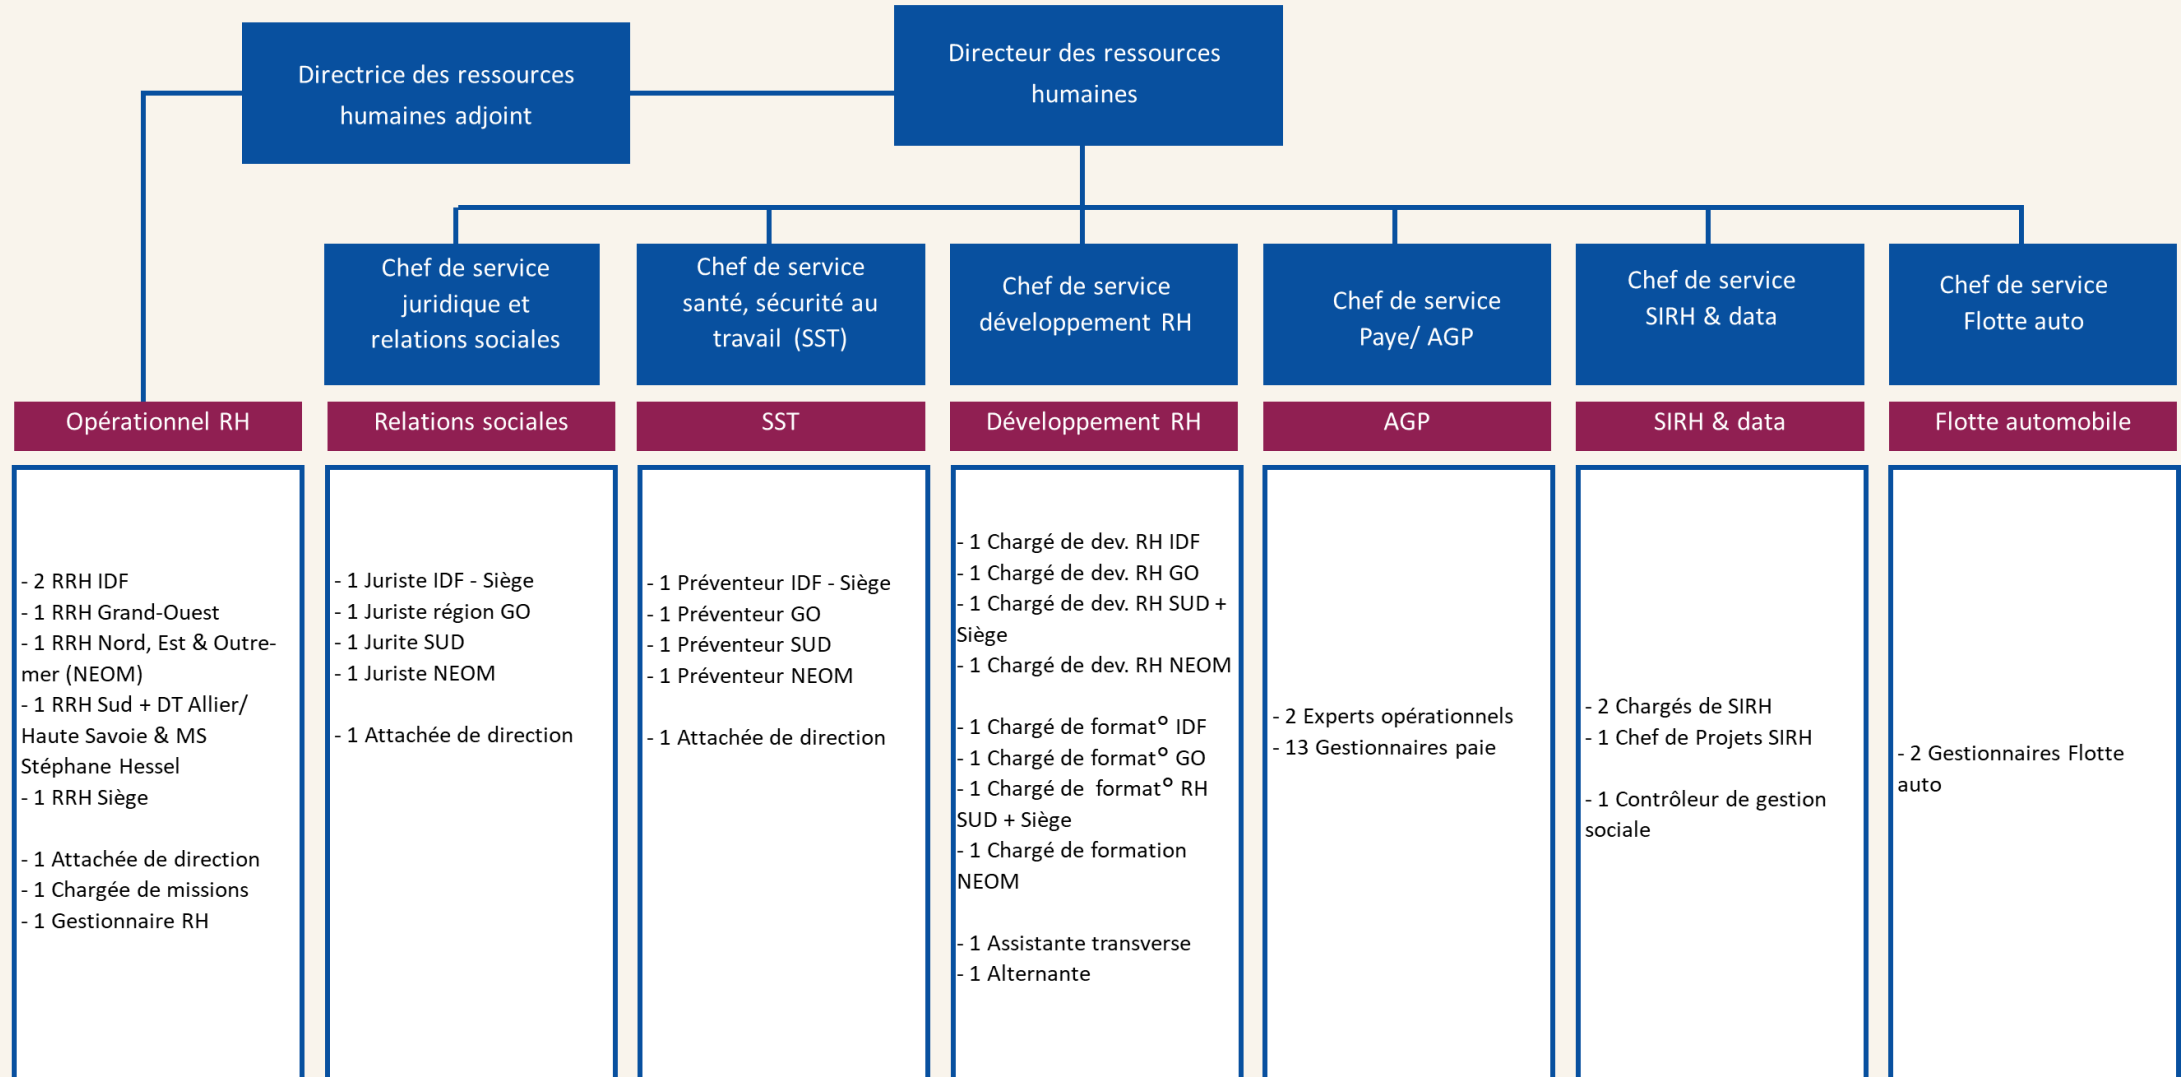 Directrice des ressources
humaines adjoint
Directeur des ressources
humaines
Chef de service
juridique et
relations sociales
Chef de service
santé, sécurité au
travail (SST)
Chef de service
développement RH
Chef de service
Paye/ AGP
Chef de service
SIRH & data
Chef de service
Flotte auto
Opérationnel RH
Relations sociales
SST
Développement RH
AGP
SIRH & data
Flotte automobile
- 2 RRH IDF
- 1 RRH Grand-Ouest
- 1 RRH Nord, Est & Outre-
mer (NEOM)
- 1 RRH Sud + DT Allier/
Haute Savoie & MS
Stéphane Hessel
- 1 RRH Siège
- 1 Attachée de direction
- 1 Chargée de missions
- 1 Gestionnaire RH
- 1 Juriste IDF - Siège
- 1 Juriste région GO
- 1 Jurite SUD
- 1 Juriste NEOM
- 1 Attachée de direction
- 1 Préventeur IDF - Siège
- 1 Préventeur GO
- 1 Préventeur SUD
- 1 Préventeur NEOM
- 1 Attachée de direction
- 1 Chargé de dev. RH IDF
- 1 Chargé de dev. RH GO
- 1 Chargé de dev. RH SUD +
Siège
- 1 Chargé de dev. RH NEOM
- 1 Chargé de format° IDF
- 1 Chargé de format° GO
- 1 Chargé de format° RH
SUD + Siège
- 1 Chargé de formation
NEOM
- 1 Assistante transverse
- 1 Alternante
- 2 Experts opérationnels
- 13 Gestionnaires paie
- 2 Chargés de SIRH
- 1 Chef de Projets SIRH
- 1 Contrôleur de gestion
sociale
- 2 Gestionnaires Flotte
auto